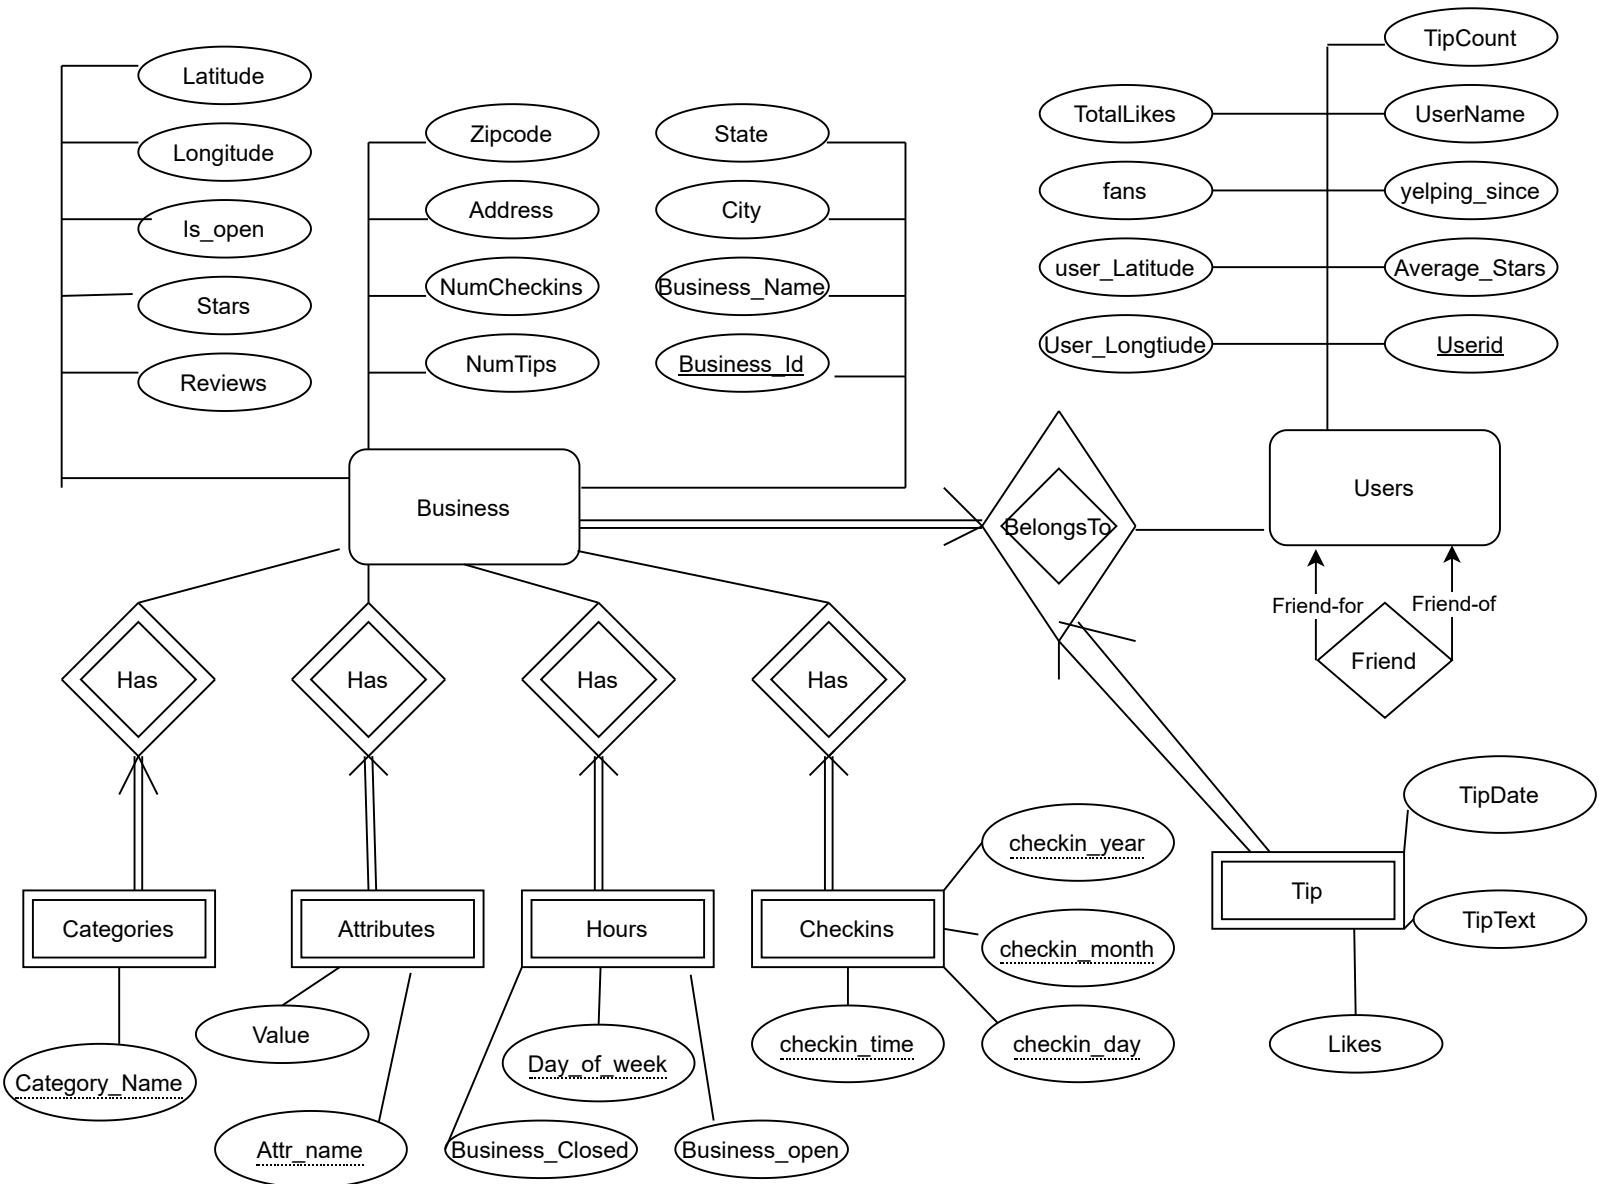 TipCount
Latitude
Zipcode
State
TotalLikes
UserName
Longitude
fans
yelping_since
Address
City
Is_open
user_Latitude
Average_Stars
NumCheckins
Business_Name
Stars
User_Longtiude
Userid
NumTips
Business_Id
Reviews
Business
Users
BelongsTo
Friend-for
Friend-of
Friend
Has
Has
Has
Has
TipDate
checkin_year
Tip
TipText
Categories
Attributes
Hours
Checkins
checkin_month
Value
Day_of_week
checkin_time
checkin_day
Likes
Category_Name
Attr_name
Business_Closed
Business_open